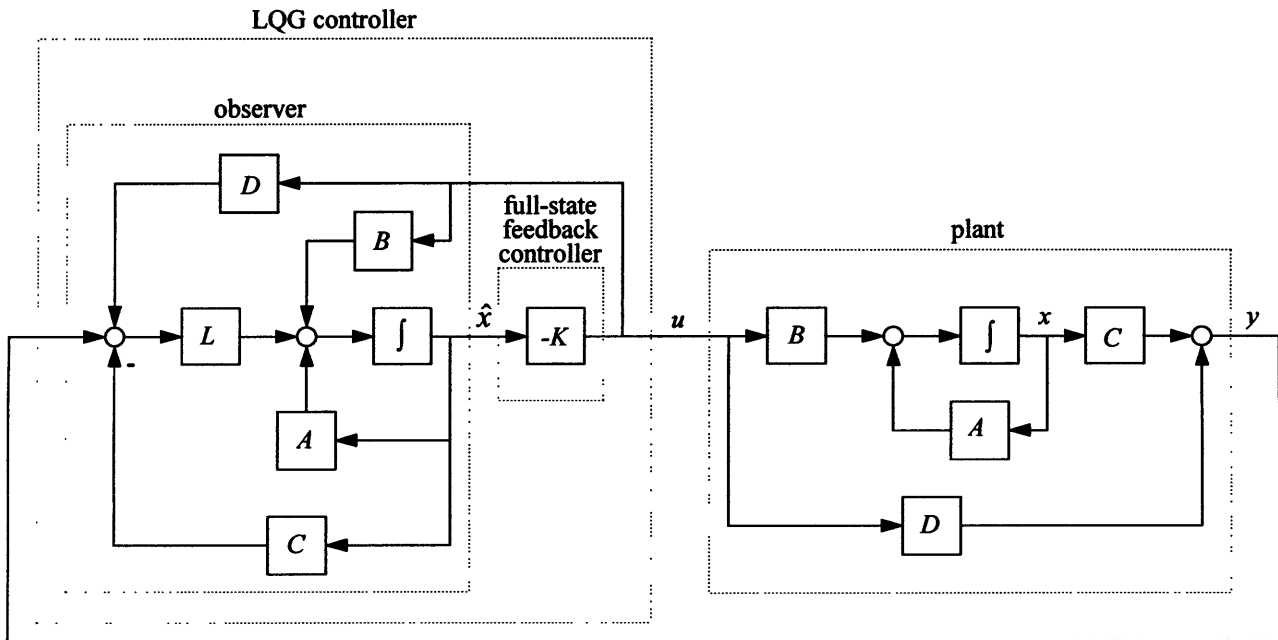 LQG controller
observer
D
B
full-state
feedback
controller
plant
L
∫
x̂
-K
u
B
∫
x
C
y
-
A
A
C
D